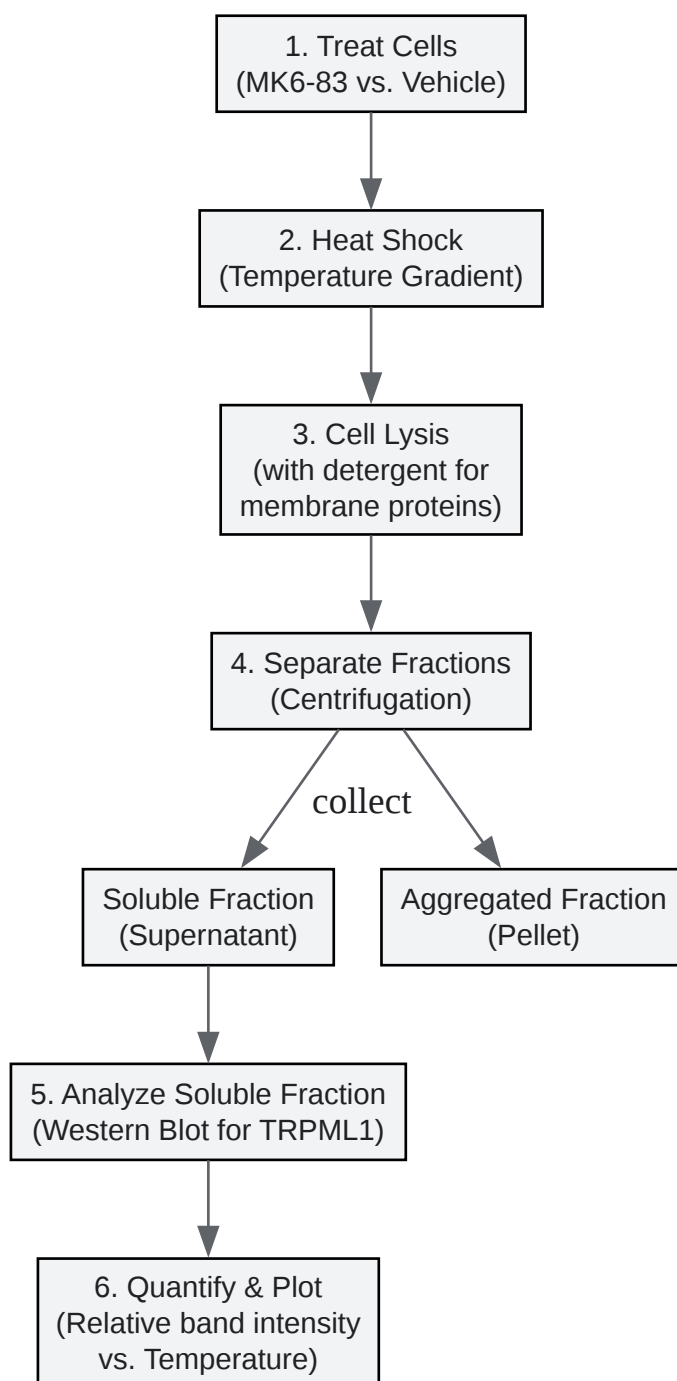 1. Treat Cells
(MK6-83 vs. Vehicle)
2. Heat Shock
(Temperature Gradient)
3. Cell Lysis
(with detergent for
membrane proteins)
4. Separate Fractions
(Centrifugation)
collect
Soluble Fraction
(Supernatant)
Aggregated Fraction
(Pellet)
5. Analyze Soluble Fraction
(Western Blot for TRPML1)
6. Quantify & Plot
(Relative band intensity
vs. Temperature)